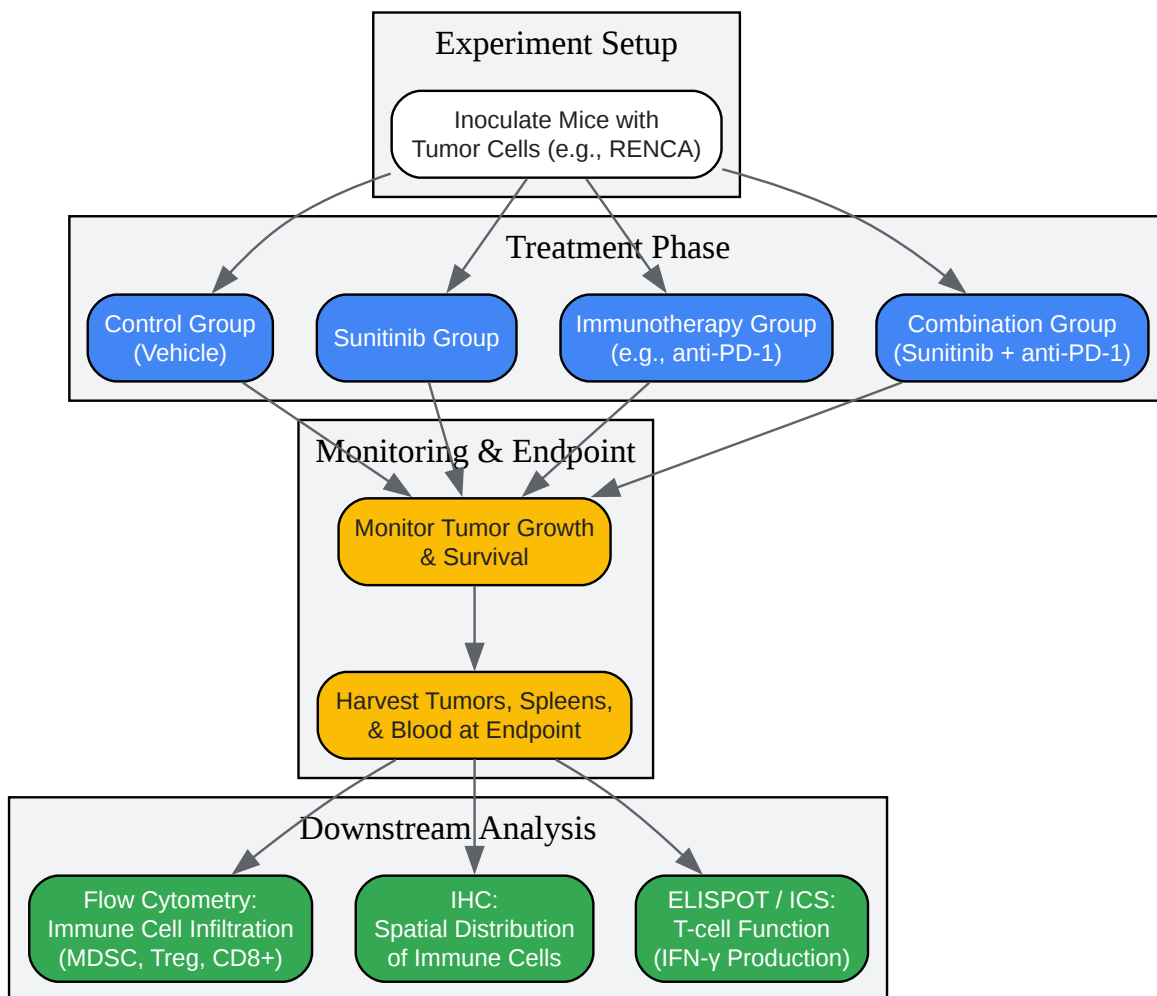 Experiment Setup
Inoculate Mice with
Tumor Cells (e.g., RENCA)
Treatment Phase
Control Group
(Vehicle)
Sunitinib Group
Immunotherapy Group
(e.g., anti-PD-1)
Combination Group
(Sunitinib + anti-PD-1)
Monitoring & Endpoint
Monitor Tumor Growth
& Survival
Harvest Tumors, Spleens,
& Blood at Endpoint
Downstream Analysis
Flow Cytometry:
Immune Cell Infiltration
(MDSC, Treg, CD8+)
IHC:
Spatial Distribution
of Immune Cells
ELISPOT / ICS:
T-cell Function
(IFN-γ Production)